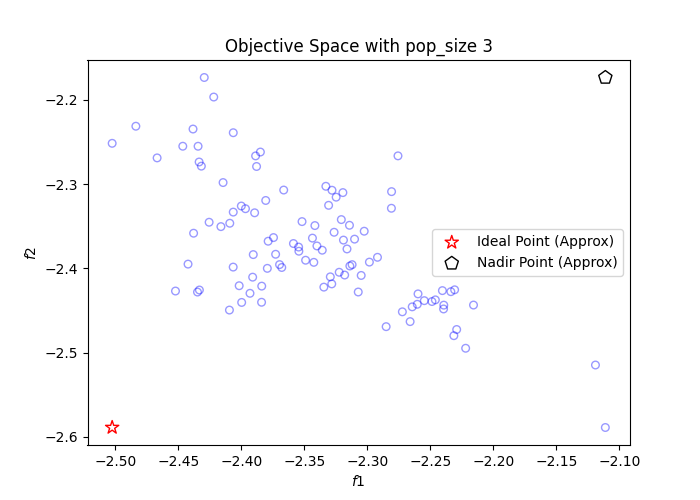 Objective Space with pop_size 3
−2.2
−2.3
−2.4
−2.5
−2.6
f2
Ideal Point (Approx)
Nadir Point (Approx)
−2.50
−2.45
−2.40
−2.35
−2.30
−2.25
−2.20
−2.15
−2.10
f1